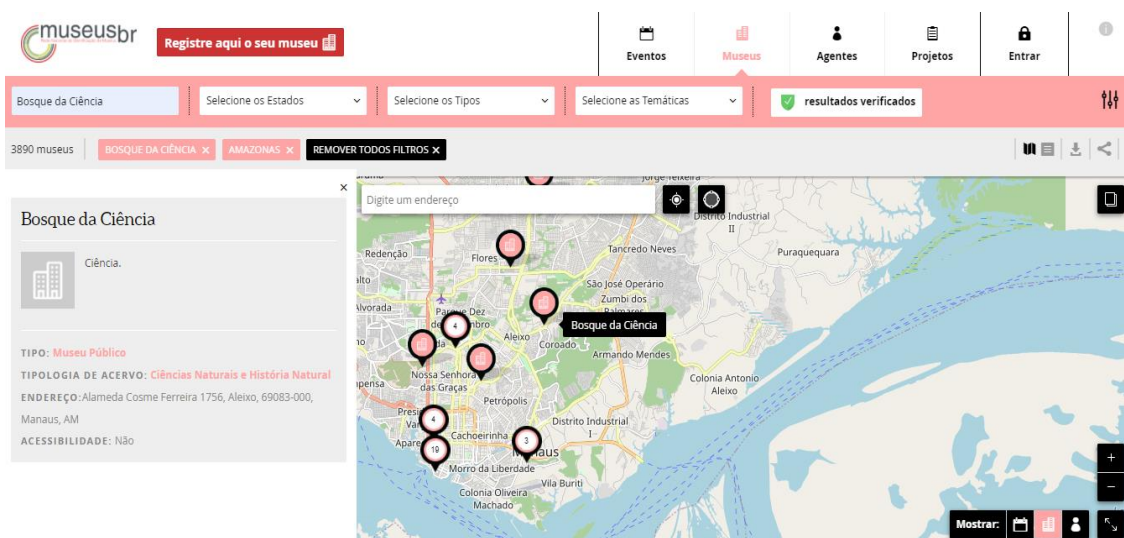 museusbr
Registre aqui o seu museu
Eventos
Museus
Agentes
Projetos
Entrar
Bosque da Ciência
Selecione os Estados
Selecione os Tipos
Selecione as Temáticas
resultados verificados
3890 museus
BOSQUE DA CIÊNCIA ×
AMAZONAS ×
REMOVER TODOS FILTROS ×
×
Bosque da Ciência
Ciência.
TIPO: Museu Público
TIPOLOGIA DE ACERVO: Ciências Naturais e História Natural
ENDEREÇO:Alameda Cosme Ferreira 1756, Aleixo, 69083-000,
Manaus, AM
ACESSIBILIDADE: Não
Digite um endereço
Jorge Teixeira
Distrito Industrial
II
Redenção
Flores
Tancredo Neves
Puraquequara
São José Operário
Zumbi dos
Palmares
Parque Dez
4
Bosque da Ciência
Aleixo
Coroado
Armando Mendes
Nossa Senhora
das Graças
Colonia Antonio
Aleixo
Petrópolis
4
Distrito Industrial
I
Cachoeirinha
3
19
Morro da Liberdade
Vila Buriti
Colonia Oliveira
Machado
+
−
Mostrar: